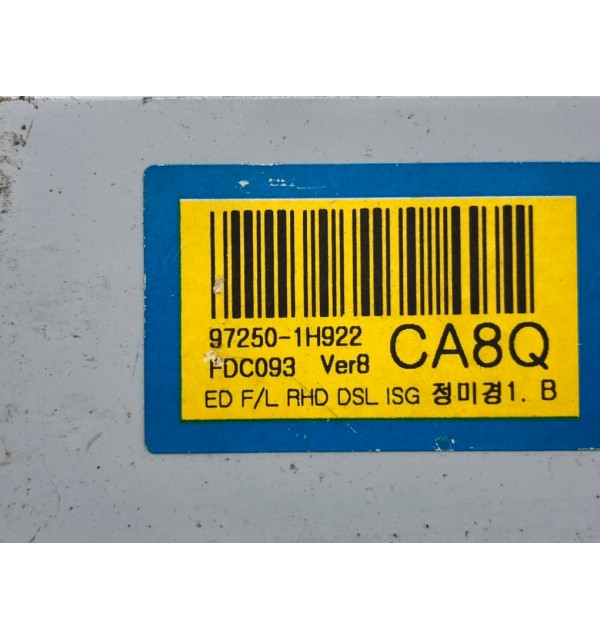 97250-1H922
CA8Q
FDC093 Ver8
ED F/L RHD DSL ISG 정미경1. B